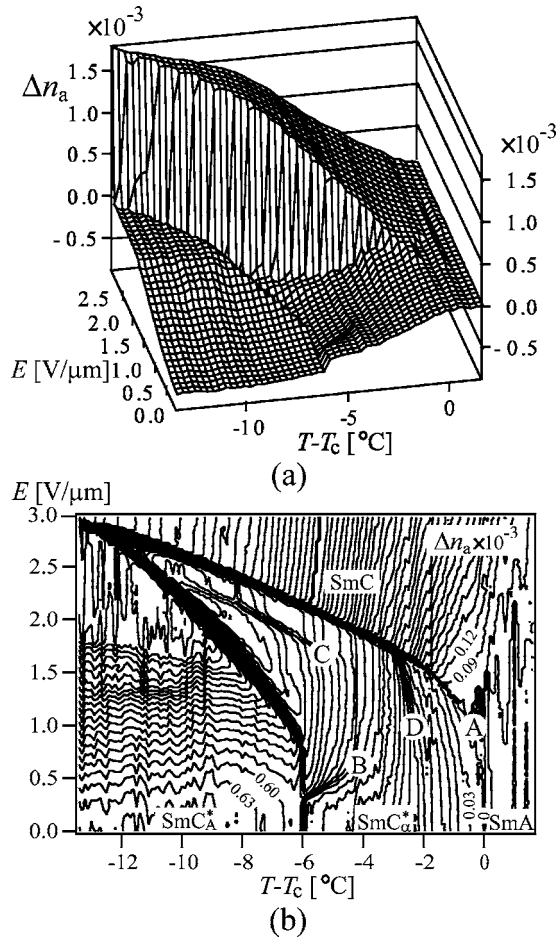 ×10⁻³
Δnₐ
1.5
1.0
0.5
0.0
- 0.5
×10⁻³
1.5
1.0
0.5
0.0
- 0.5
2.5
2.0
1.5
1.0
0.5
0.0
E [V/μm]
-10
-5
0
T-Tc [°C]
(a)
E [V/μm]
3.0
2.5
2.0
1.5
1.0
0.5
0.0
Δnₐ×10⁻³
SmC
0.12
0.09
C
D
A
B
0.60
0.63
0.03
0
SmC*A
SmC*α
SmA
-12
-10
-8
-6
-4
-2
0
T-Tc [°C]
(b)